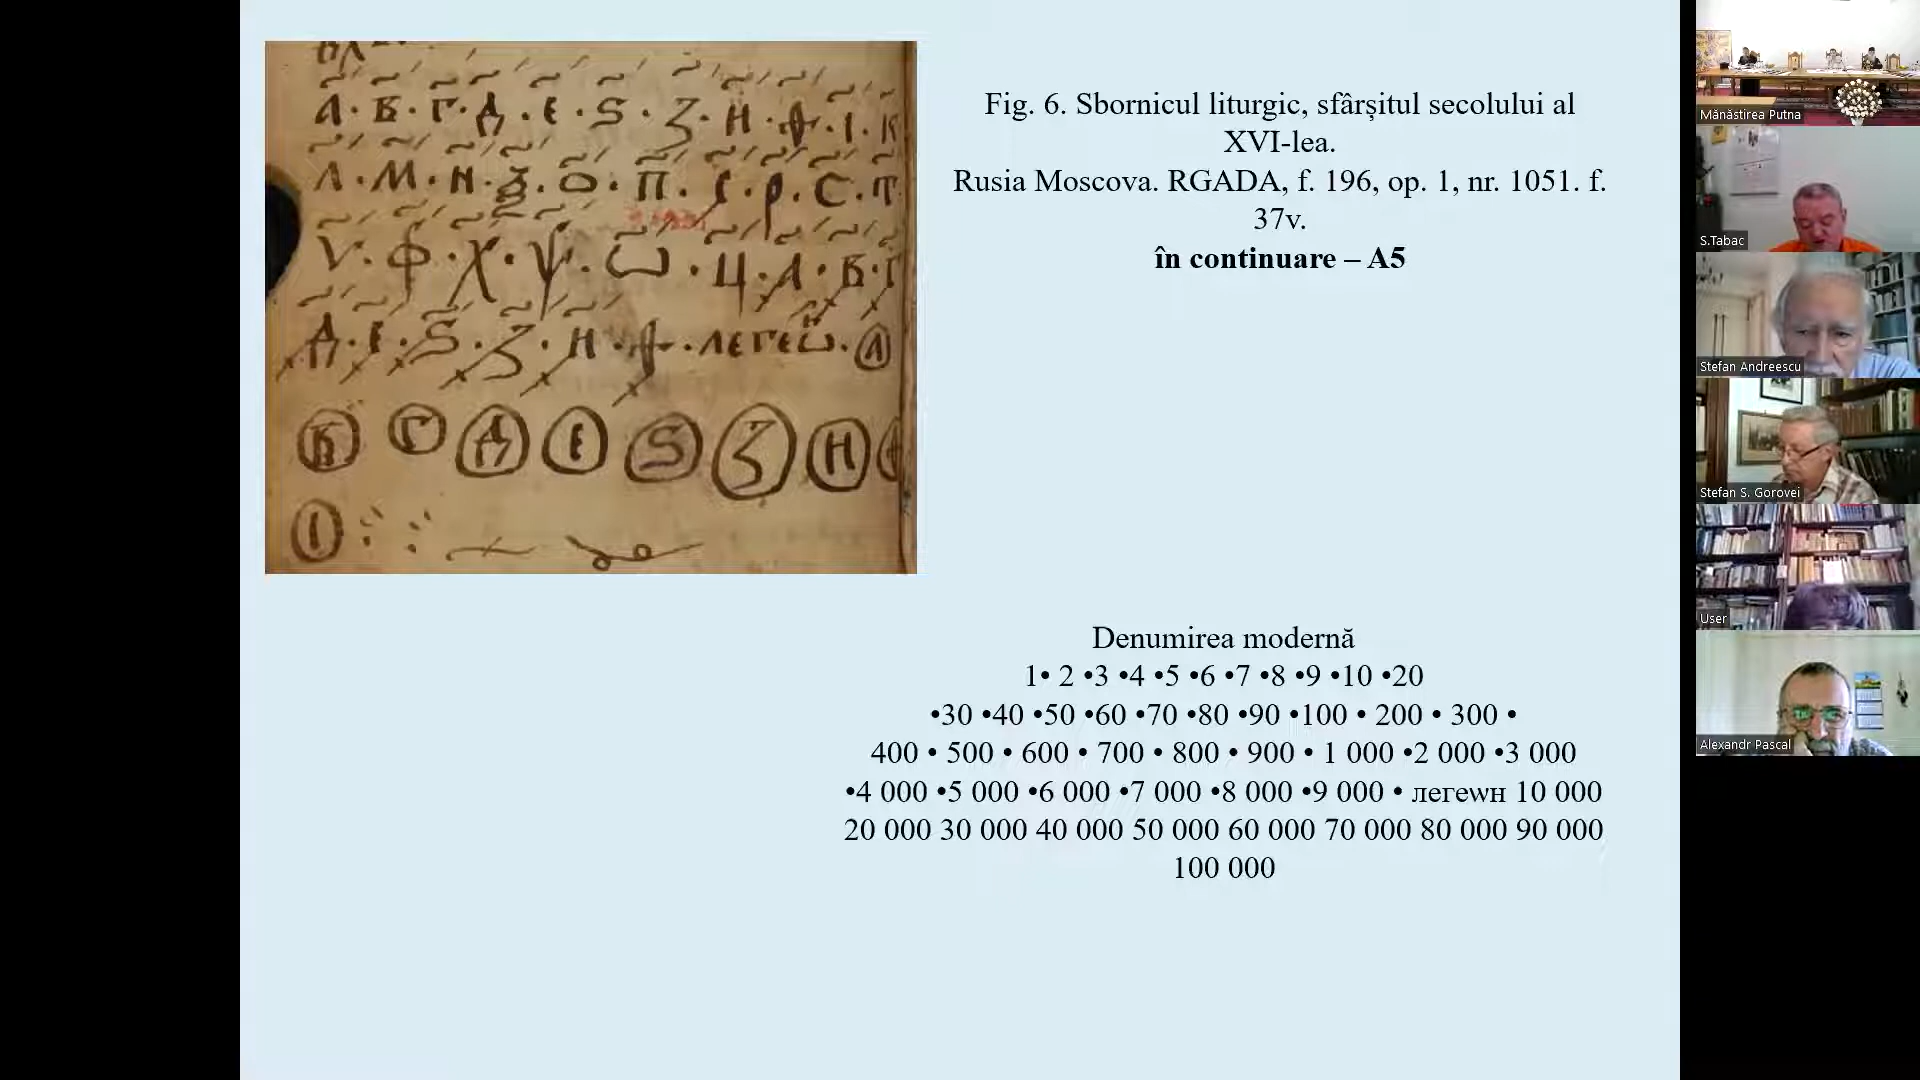 А · В · Г · Д · Е · Ѕ · З · И · Ѳ · І · К
Л · М · Н · Ѯ · О · П · Ҁ · Р · С · Т
Ѵ · Ф · Х · Ѱ · Ѡ · Ц · ҂А · ҂В · ҂Г
҂Д · ҂Е · ҂Ѕ · ҂З · ҂И · ҂Ѳ · ЛЕГЕѠН · А
В Г Д Е Ѕ З И Ѳ
І
Fig. 6. Sbornicul liturgic, sfârșitul secolului al
XVI-lea.
Rusia Moscova. RGADA, f. 196, op. 1, nr. 1051. f.
37v.
în continuare – A5
Denumirea modernă
1• 2 •3 •4 •5 •6 •7 •8 •9 •10 •20
•30 •40 •50 •60 •70 •80 •90 •100 • 200 • 300 •
400 • 500 • 600 • 700 • 800 • 900 • 1 000 •2 000 •3 000
•4 000 •5 000 •6 000 •7 000 •8 000 •9 000 • легеѡн 10 000
20 000 30 000 40 000 50 000 60 000 70 000 80 000 90 000
100 000
Mănăstirea Putna
S.Tabac
Stefan Andreescu
Stefan S. Gorovei
User
Alexandr Pascal